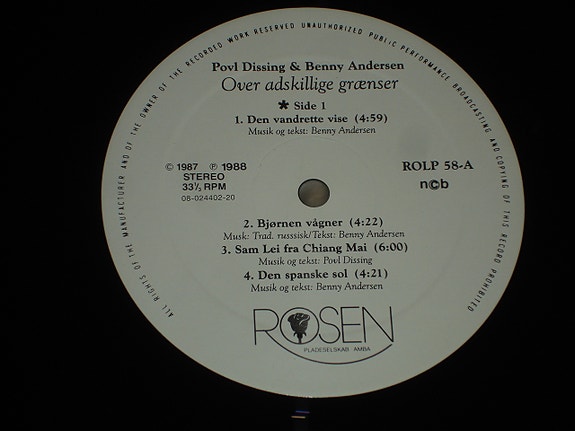 ALL RIGHTS OF THE MANUFACTURER AND OF THE OWNER OF THE RECORDED WORK RESERVED UNAUTHORIZED PUBLIC PERFORMANCE BROADCASTING AND COPYING OF THIS RECORD PROHIBITED
Povl Dissing & Benny Andersen
Over adskillige grænser
* Side 1
1. Den vandrette vise (4:59)
Musik og tekst: Benny Andersen
© 1987 ℗ 1988
STEREO
33⅓ RPM
08-024402-20
ROLP 58-A
n©b
2. Bjørnen vågner (4:22)
Musk: Trad. russsisk/Tekst: Benny Andersen
3. Sam Lei fra Chiang Mai (6:00)
Musik og tekst: Povl Dissing
4. Den spanske sol (4:21)
Musik og tekst: Benny Andersen
ROSEN
PLADESELSKAB AMBA